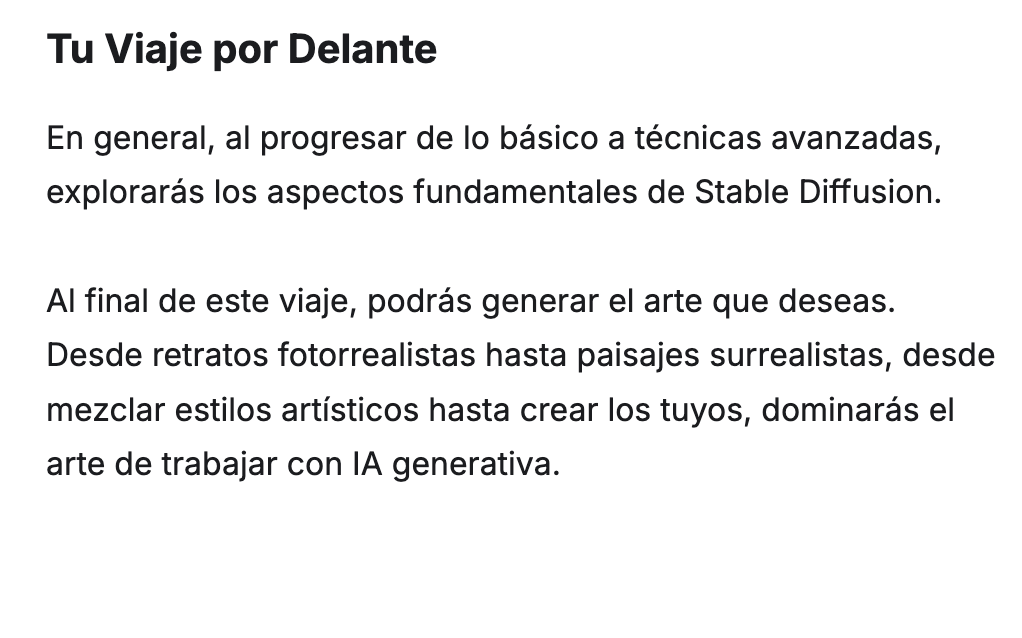 Tu Viaje por Delante
En general, al progresar de lo básico a técnicas avanzadas,
explorarás los aspectos fundamentales de Stable Diffusion.
Al final de este viaje, podrás generar el arte que deseas.
Desde retratos fotorrealistas hasta paisajes surrealistas, desde
mezclar estilos artísticos hasta crear los tuyos, dominarás el
arte de trabajar con IA generativa.